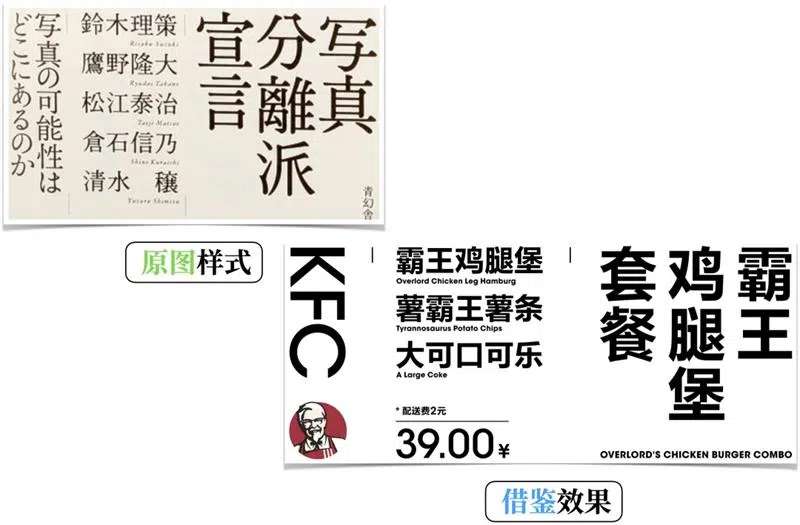 写真
分離派
宣言
青幻舎
鈴木理策
Risaku Suzuki
鷹野隆大
Ryudai Takano
松江泰治
Taiji Matsue
倉石信乃
Shino Kuraishi
清水 穣
Yuzuru Shimizu
写真の可能性は
どこにあるのか
原图样式
霸王
鸡腿堡
套餐
OVERLORD'S CHICKEN BURGER COMBO
霸王鸡腿堡
Overlord Chicken Leg Hamburg
薯霸王薯条
Tyrannosaurus Potato Chips
大可口可乐
A Large Coke
* 配送费2元
39.00¥
KFC
借鉴效果